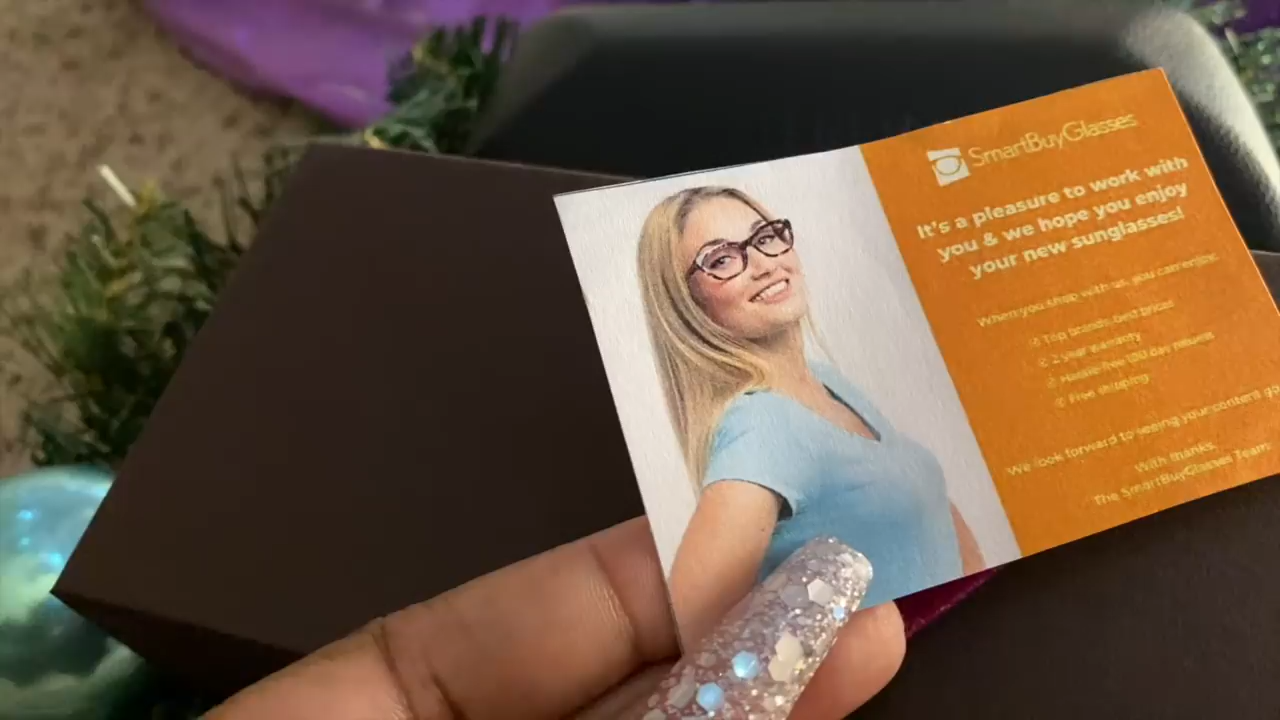 SmartBuyGlasses
It's a pleasure to work with
you & we hope you enjoy
your new sunglasses!
When you shop with us, you can enjoy:
Top brands best prices
2 year warranty
Hassle-free 100 day returns
Free shipping
We look forward to seeing your content go
With thanks,
The SmartBuyGlasses Team